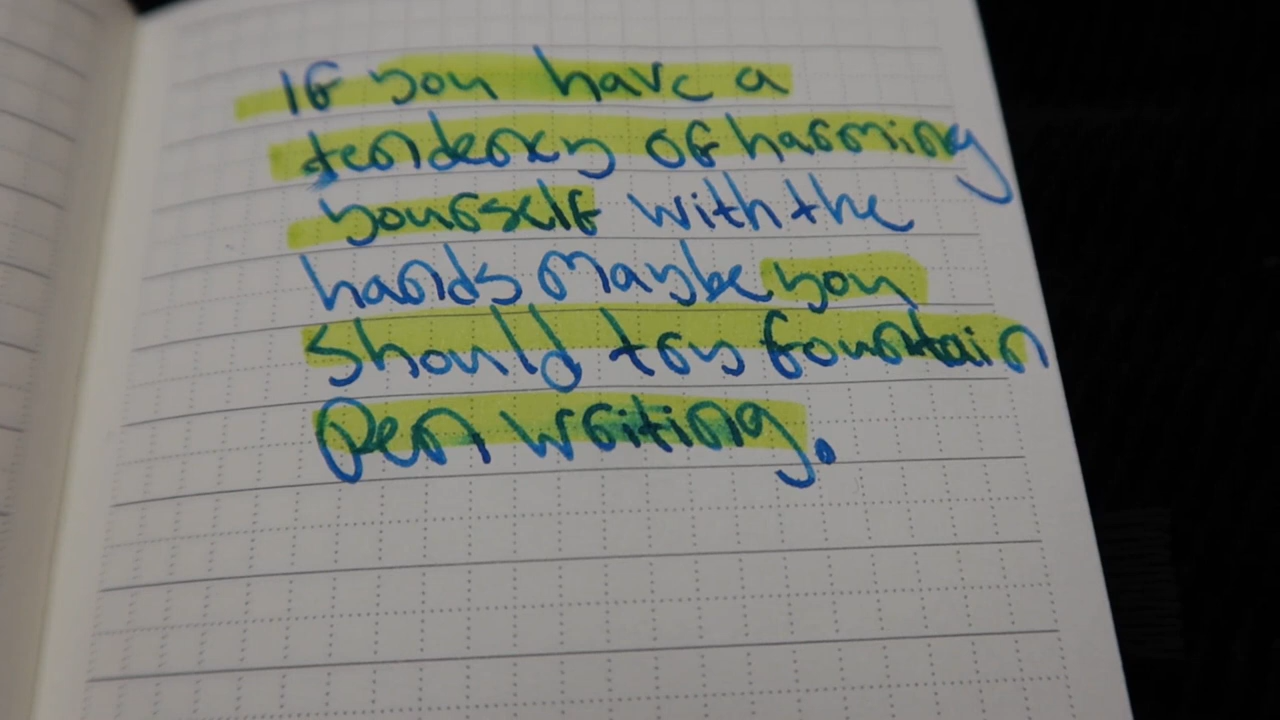 If you have a
tendency of harming
yourself with the
hands maybe you
should try fountain
Pen writing.